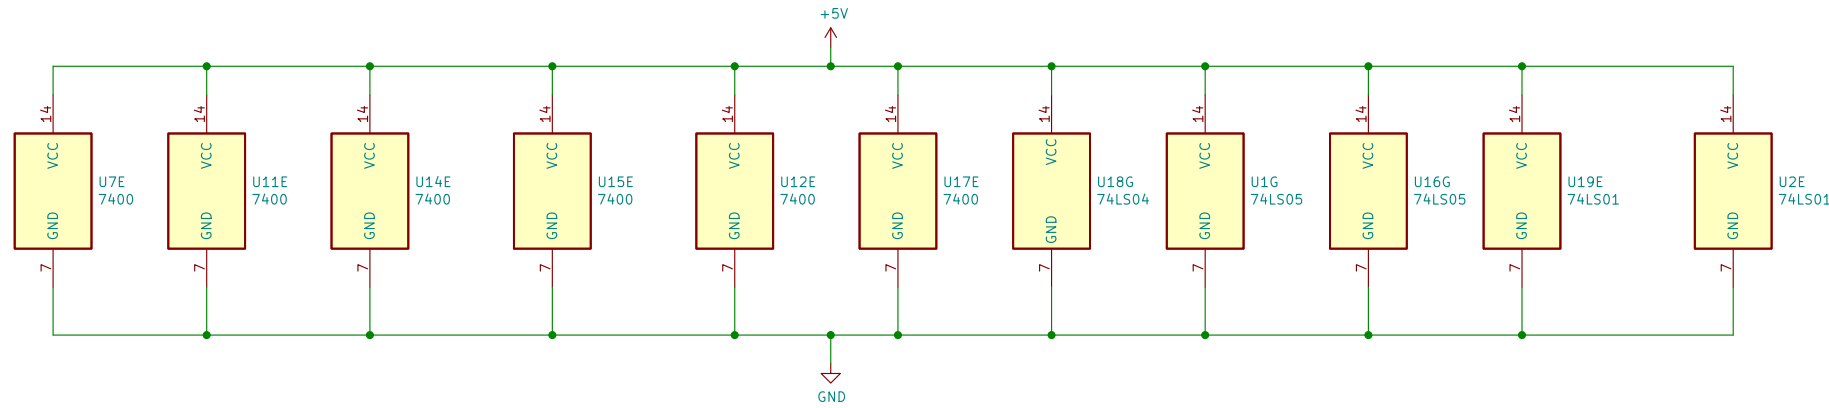 +5V
14
14
14
14
14
14
14
14
14
14
14
VCC
VCC
VCC
VCC
VCC
VCC
VCC
VCC
VCC
VCC
VCC
U7E
7400
U11E
7400
U14E
7400
U15E
7400
U12E
7400
U17E
7400
U18G
74LS04
U1G
74LS05
U16G
74LS05
U19E
74LS01
U2E
74LS01
GND
GND
GND
GND
GND
GND
GND
GND
GND
GND
GND
7
7
7
7
7
7
7
7
7
7
7
GND